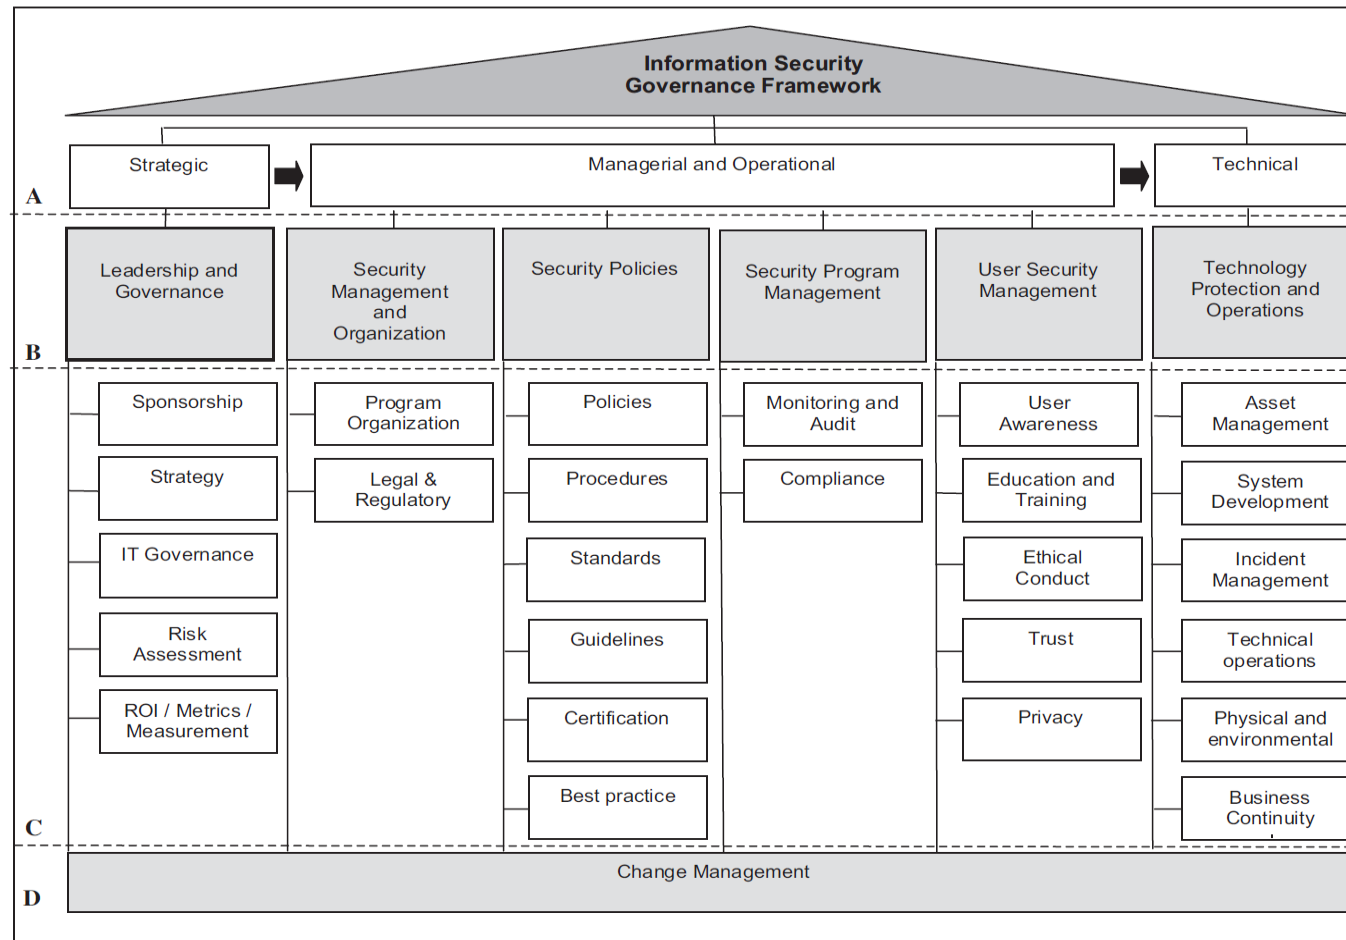 Information Security
Governance Framework
Strategic
Managerial and Operational
Technical
A
Leadership and
Governance
Security
Management
and
Organization
Security Policies
Security Program
Management
User Security
Management
Technology
Protection and
Operations
B
Sponsorship
Strategy
IT Governance
Risk
Assessment
ROI / Metrics /
Measurement
Program
Organization
Legal &
Regulatory
Policies
Procedures
Standards
Guidelines
Certification
Best practice
Monitoring and
Audit
Compliance
User
Awareness
Education and
Training
Ethical
Conduct
Trust
Privacy
Asset
Management
System
Development
Incident
Management
Technical
operations
Physical and
environmental
Business
Continuity
C
Change Management
D